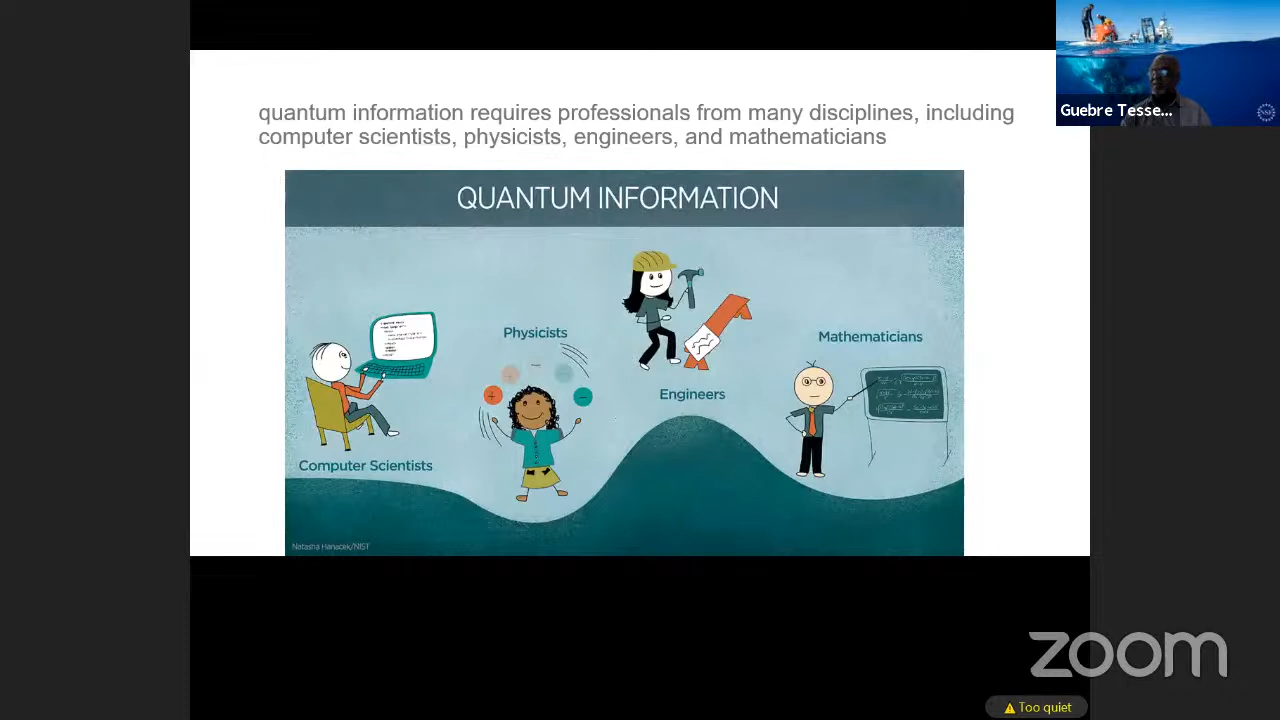 quantum information requires professionals from many disciplines, including
computer scientists, physicists, engineers, and mathematicians
Guebre Tesse...
QUANTUM INFORMATION
Physicists
Mathematicians
Engineers
Computer Scientists
Natasha Hanacek/NIST
zoom
Too quiet